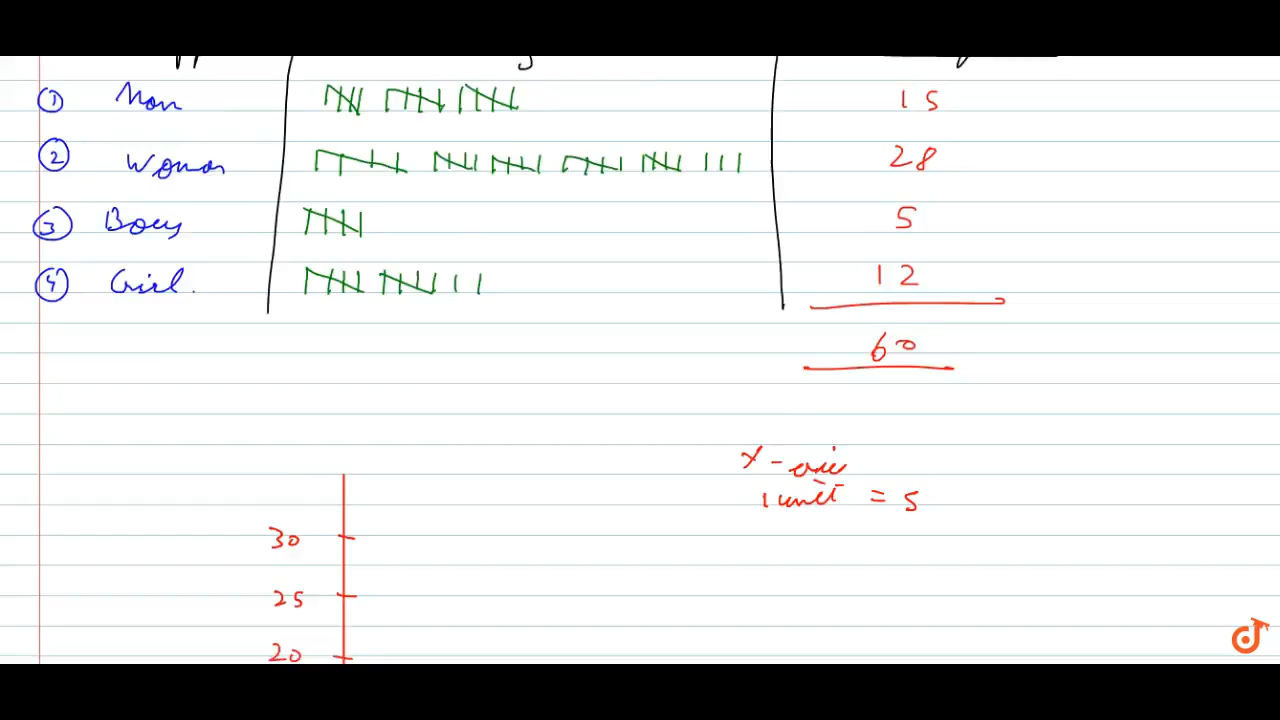 ① Man 𝍸 𝍸 𝍸 15
② Woman 𝍸 𝍸 𝍸 𝍸 𝍸 ||| 28
③ Boys 𝍸 5
④ Girl. 𝍸 𝍸 || 12
60
X-axis
1 unit = 5
30
25
20